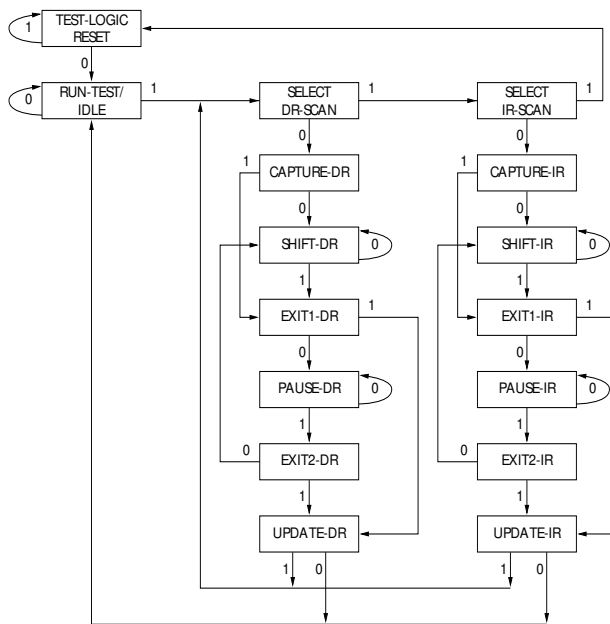 TEST-LOGIC
RESET
1
0
RUN-TEST/
IDLE
0
1
SELECT
DR-SCAN
1
SELECT
IR-SCAN
1
0
0
CAPTURE-DR
1
CAPTURE-IR
1
0
0
SHIFT-DR
0
SHIFT-IR
0
1
1
EXIT1-DR
1
EXIT1-IR
1
0
0
PAUSE-DR
0
PAUSE-IR
0
1
1
EXIT2-DR
0
EXIT2-IR
0
1
1
UPDATE-DR
UPDATE-IR
1
0
1
0